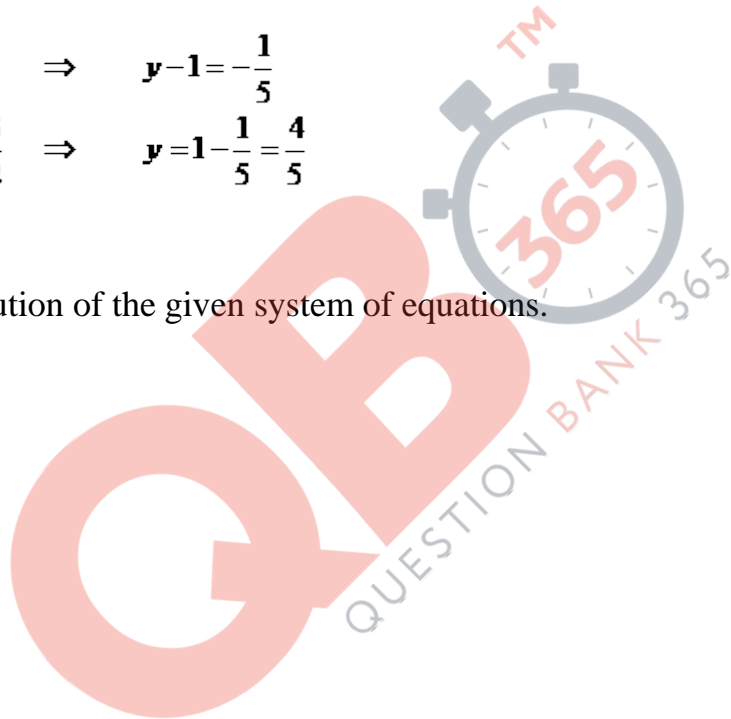 ⇒ y−1=−1/5
⇒ y=1−1/5=4/5
ution of the given system of equations.
QB
365
TM
QUESTION BANK 365